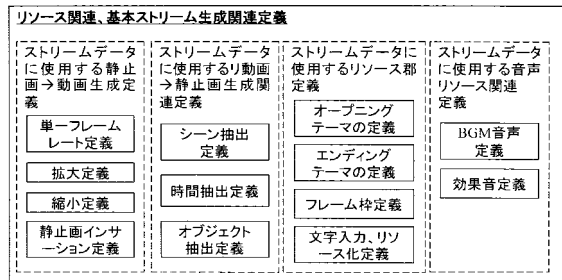 リソース関連、基本ストリーム生成関連定義
ストリームデータ
に使用する静止
画→動画生成定
義
単一フレーム
レート定義
拡大定義
縮小定義
静止画インサ
ーション定義
ストリームデータ
に使用するリ動画
→静止画生成関
連定義
シーン抽出
定義
時間抽出定義
オブジェクト
抽出定義
ストリームデータに
使用するリソース郡
定義
オープニング
テーマの定義
エンディング
テーマの定義
フレーム枠定義
文字入力、リソ
ース化定義
ストリームデータ
に使用する音声
リソース関連
定義
BGM音声
定義
効果音定義